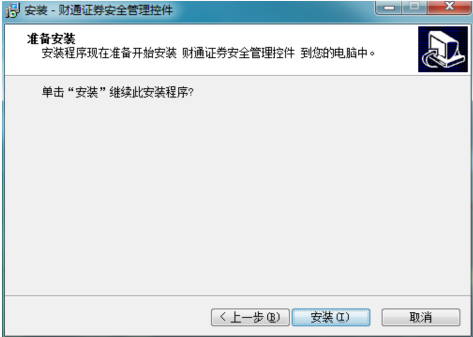 安装 - 财通证券安全管理控件
准备安装
安装程序现在准备开始安装 财通证券安全管理控件 到您的电脑中。
单击“安装”继续此安装程序?
< 上一步(B)
安装(I)
取消